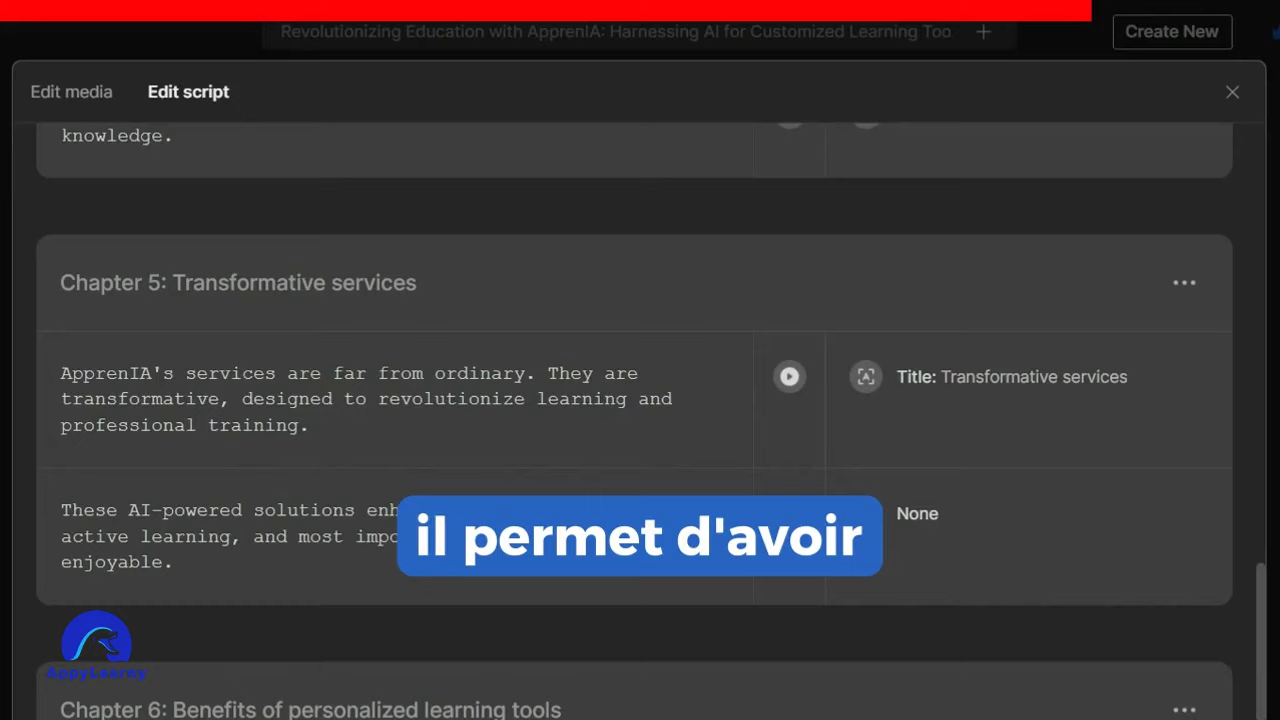 Revolutionizing Education with ApprenIA: Harnessing AI for Customized Learning Too
Create New
Edit media
Edit script
knowledge.
Chapter 5: Transformative services
ApprenIA's services are far from ordinary. They are
transformative, designed to revolutionize learning and
professional training.
Title: Transformative services
These AI-powered solutions
active learning, and most
enjoyable.
None
il permet d'avoir
AppyLearny
Chapter 6: Benefits of personalized learning tools